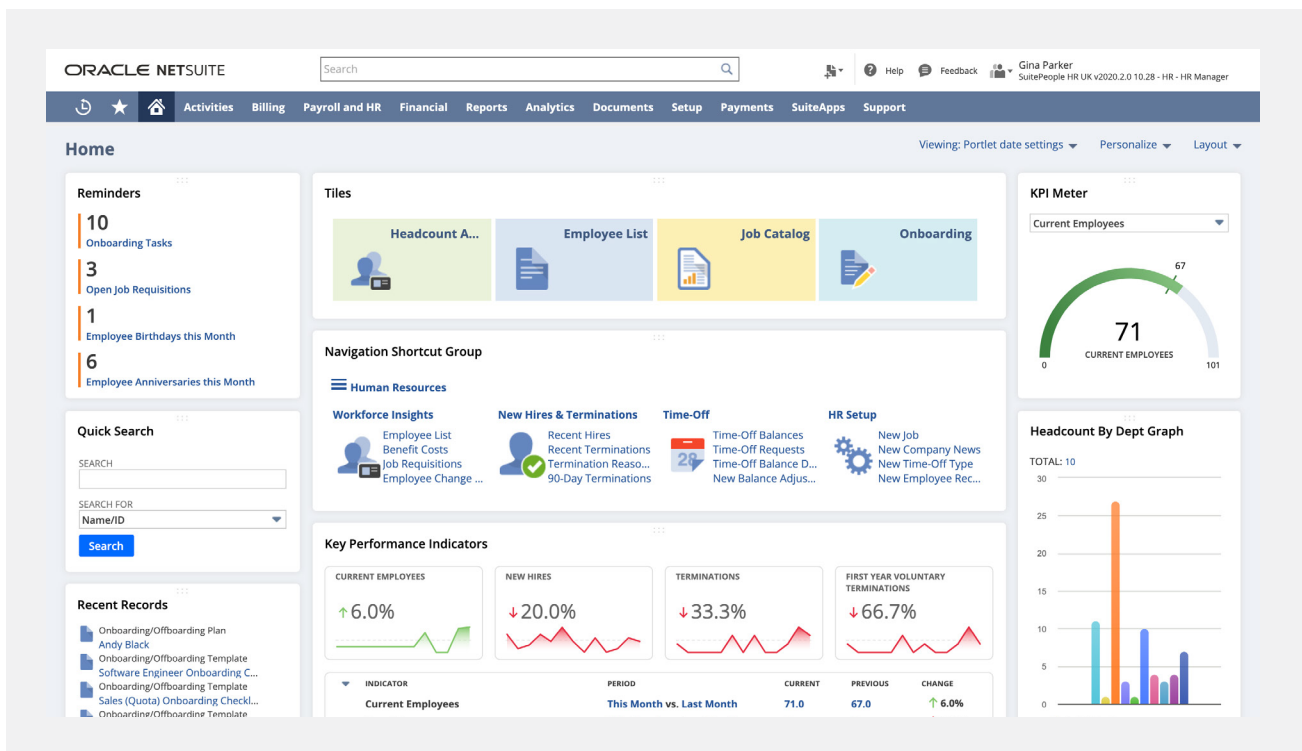 ORACLE NETSUITE
Search
Help
Feedback
Gina Parker
SuitePeople HR UK v2020.2.0 10.28 - HR - HR Manager
Activities Billing Payroll and HR Financial Reports Analytics Documents Setup Payments SuiteApps Support
Home
Viewing: Portlet date settings
Personalize
Layout
Reminders
10
Onboarding Tasks
3
Open Job Requisitions
1
Employee Birthdays this Month
6
Employee Anniversaries this Month
Quick Search
SEARCH
SEARCH FOR
Name/ID
Search
Recent Records
Onboarding/Offboarding Plan
Andy Black
Onboarding/Offboarding Template
Software Engineer Onboarding C...
Onboarding/Offboarding Template
Sales (Quota) Onboarding Checkl...
Onboarding/Offboarding Template
Tiles
Headcount A...
Employee List
Job Catalog
Onboarding
Navigation Shortcut Group
Human Resources
Workforce Insights
Employee List
Benefit Costs
Job Requisitions
Employee Change ...
New Hires & Terminations
Recent Hires
Recent Terminations
Termination Reaso...
90-Day Terminations
Time-Off
28
Time-Off Balances
Time-Off Requests
Time-Off Balance D...
New Balance Adjus...
HR Setup
New Job
New Company News
New Time-Off Type
New Employee Rec...
Key Performance Indicators
CURRENT EMPLOYEES
↑6.0%
NEW HIRES
↓20.0%
TERMINATIONS
↓33.3%
FIRST YEAR VOLUNTARY
TERMINATIONS
↓66.7%
INDICATOR PERIOD CURRENT PREVIOUS CHANGE
Current Employees This Month vs. Last Month 71.0 67.0 ↑ 6.0%
KPI Meter
Current Employees
67
71
CURRENT EMPLOYEES
0
101
Headcount By Dept Graph
TOTAL: 10
30
25
20
15
10
5
0